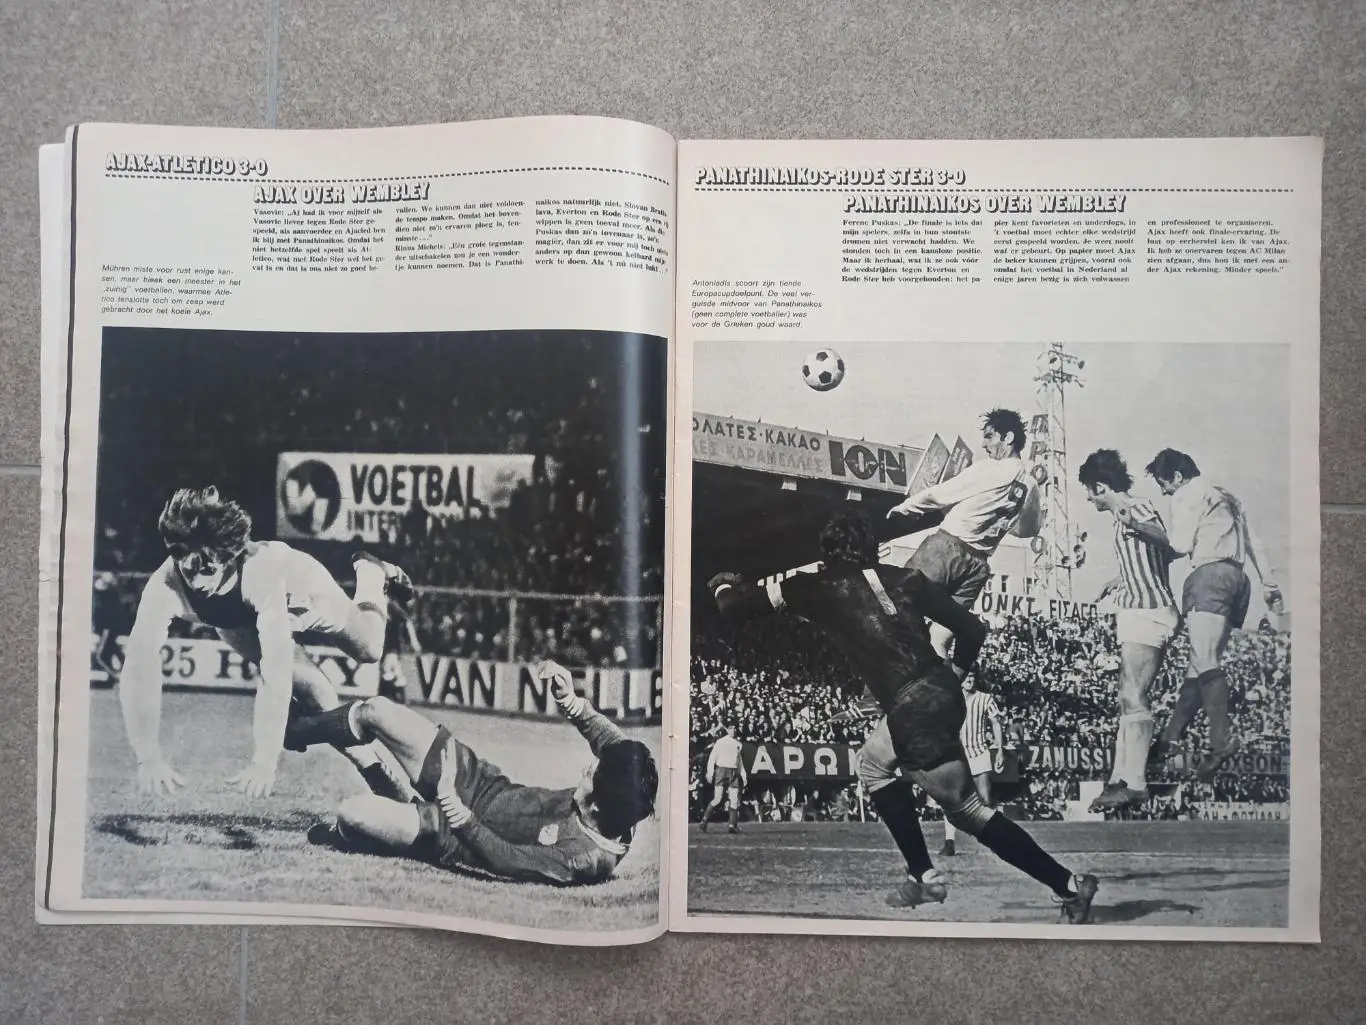 AJAX-ATLETICO 3-0
AJAX OVER WEMBLEY
Vasovic: „Aj had ik voor mijzelf als
Vasovic liever tegen Rode Ster ge-
speeld, als aanvoerder en Ajacied ben
ik blij met Panathinaikos. Omdat het
niet hetzelfde spel speelt als At-
letico, wat met Rode Ster wel het ge-
val is en dat is ons niet zo goed be-
vallen. We kunnen dan niet voldoen-
de tempo maken. Omdat het boven-
dien niet zo'n ervaren ploeg is, ten-
minste..."
Rinus Michels: „Eén grote tegenstan-
der uitschakelen zou je een wonder-
tje kunnen noemen. Dat is Panathi-
naikos natuurlijk niet. Slovan Bratis-
lava, Everton en Rode Ster op een rij
wippen is geen toeval meer. Als die
Puskas dan zo'n tovenaar is, zo'n
magiër, dan zit er voor mij toch niets
anders op dan gewoon keihard mijn
werk te doen. Als 't nú niet lukt..."
Mühren miste voor rust enige kan-
sen, maar bleek een meester in het
„zuinig" voetballen, waarmee Atle-
tico tenslotte toch om zeep werd
gebracht door het koele Ajax.
VOETBAL
INTERN
25
VAN NELLE
PANATHINAIKOS-RODE STER 3-0
PANATHINAIKOS OVER WEMBLEY
Ferenc Puskas: „De finale is iets dat
mijn spelers, zelfs in hun stoutste
dromen niet verwacht hadden. We
stonden toch in een kansloze positie.
Maar ik herhaal, wat ik ze ook vóór
de wedstrijden tegen Everton en
Rode Ster heb voorgehouden: het pa-
pier kent favorieten en underdogs, in
't voetbal moet echter elke wedstrijd
eerst gespeeld worden. Je weet nooit
wat er gebeurt. Op papier moet Ajax
de beker kunnen grijpen, vooral ook
omdat het voetbal in Nederland al
enige jaren bezig is zich volwassen
en professioneel te organiseren.
Ajax heeft ook finale-ervaring. De
lust op eerherstel ken ik van Ajax.
Ik heb ze onervaren tegen AC Milan
zien afgaan, dus hou ik met een an-
der Ajax rekening. Minder speels."
Antoniadis scoort zijn tiende
Europacupdoelpunt. De veel ver-
guisde midvoor van Panathinaikos
(geen complete voetballer) was
voor de Grieken goud waard.
ΟΛΑΤΕΣ·ΚΑΚΑΟ
ΛΕΣ ΚΑΡΑΜΕΛΛΕΣ
ΙΟΝ
ΟΝΚΤ. ΕΙΣΑΓΩ
ΑΡΩΜ
ZANUSSI